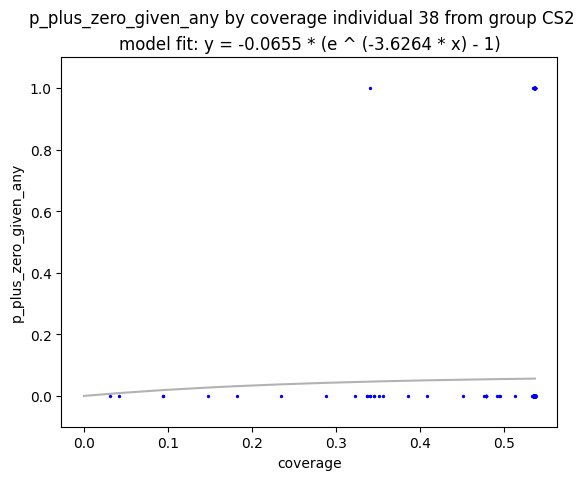 p_plus_zero_given_any by coverage individual 38 from group CS2
model fit: y = -0.0655 * (e ^ (-3.6264 * x) - 1)
1.0
0.8
0.6
0.4
0.2
0.0
p_plus_zero_given_any
0.0 0.1 0.2 0.3 0.4 0.5
coverage